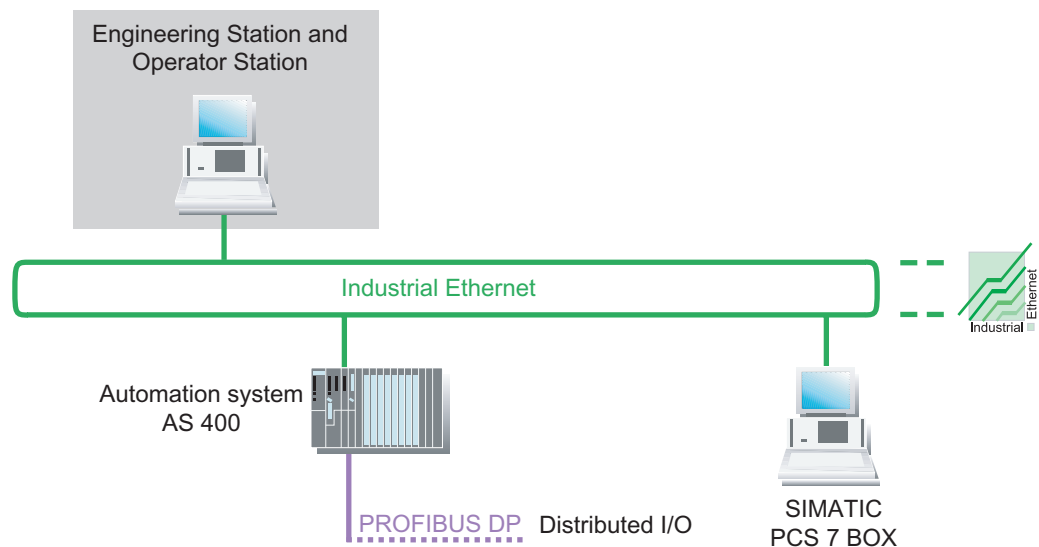 Engineering Station and
Operator Station
Industrial Ethernet
Industrial
Ethernet
Automation system
AS 400
PROFIBUS DP
Distributed I/O
SIMATIC
PCS 7 BOX